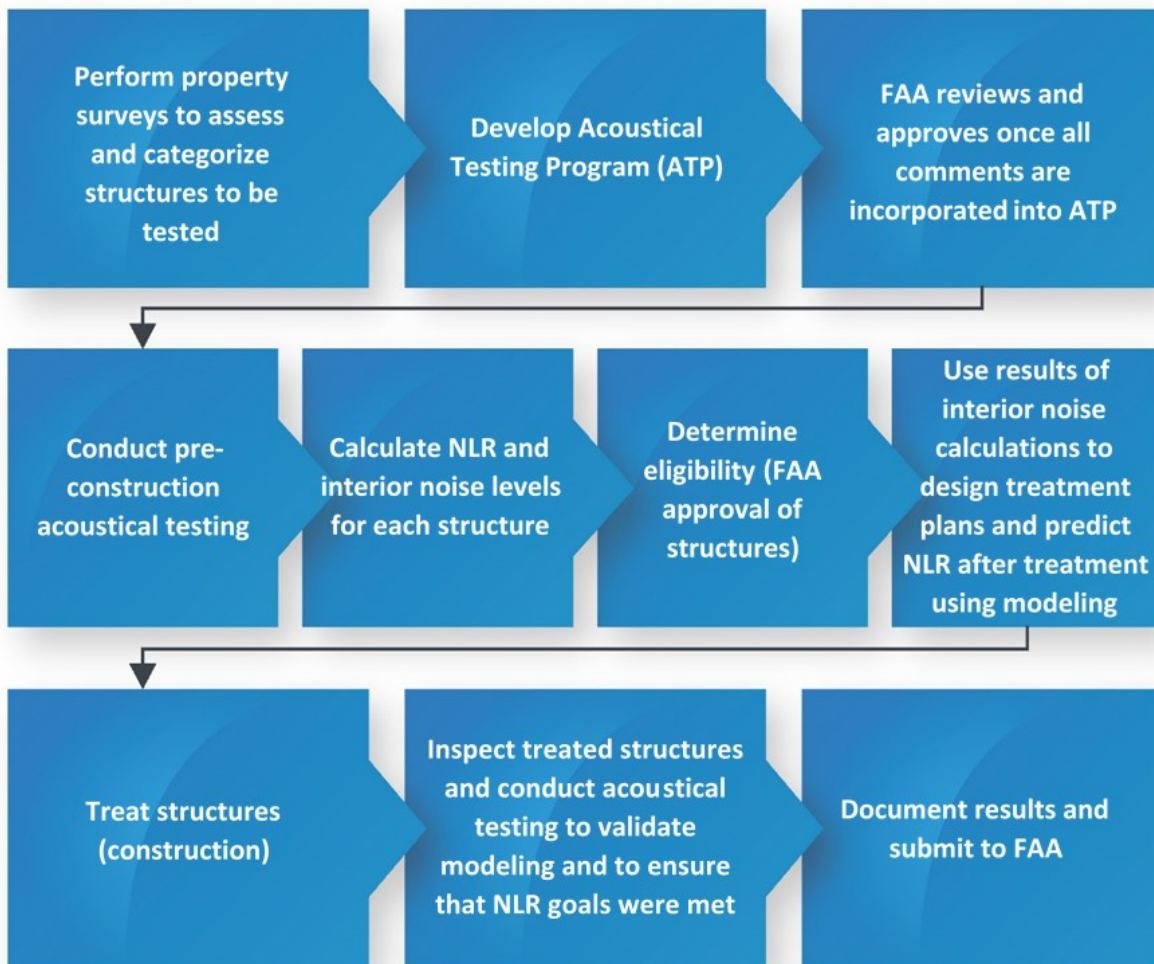 Perform property
surveys to assess
and categorize
structures to be
tested
Develop Acoustical
Testing Program (ATP)
FAA reviews and
approves once all
comments are
incorporated into ATP
Conduct pre-
construction
acoustical testing
Calculate NLR and
interior noise levels
for each structure
Determine
eligibility (FAA
approval of
structures)
Use results of
interior noise
calculations to
design treatment
plans and predict
NLR after treatment
using modeling
Treat structures
(construction)
Inspect treated structures
and conduct acoustical
testing to validate
modeling and to ensure
that NLR goals were met
Document results and
submit to FAA